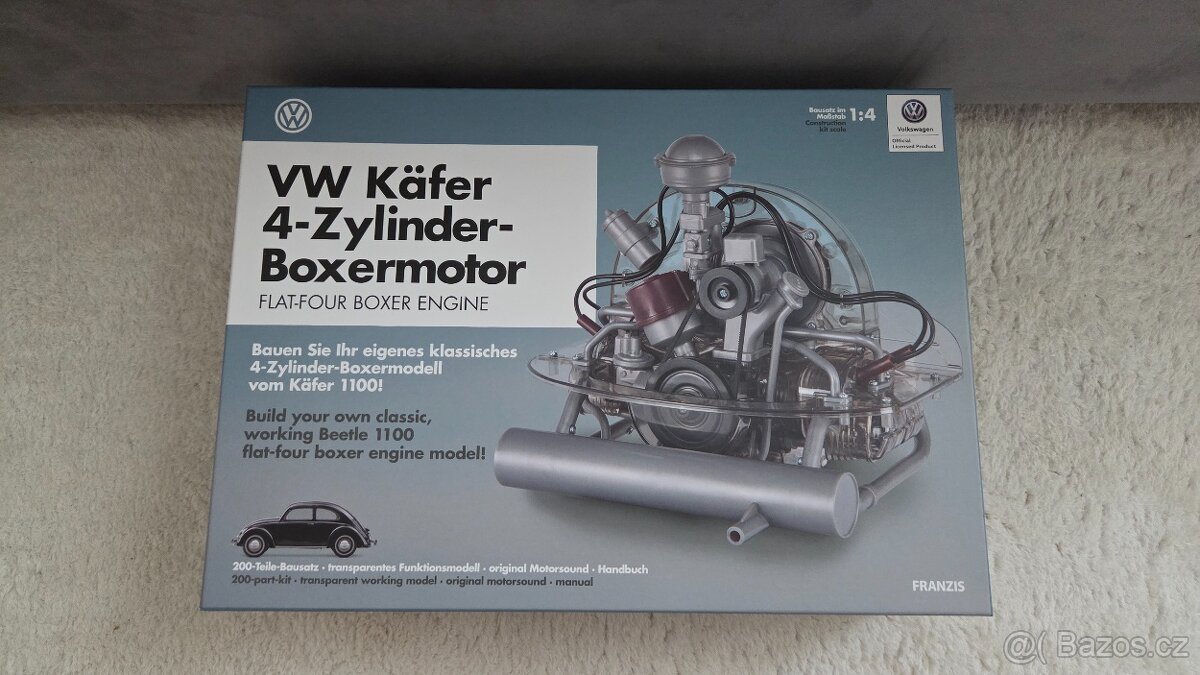 VW
Bausatz im
Maßstab
Construction
kit scale
1:4
VW
Volkswagen
Official
Licensed Product
VW Käfer
4-Zylinder-
Boxermotor
FLAT-FOUR BOXER ENGINE
Bauen Sie Ihr eigenes klassisches
4-Zylinder-Boxermodell
vom Käfer 1100!
Build your own classic,
working Beetle 1100
flat-four boxer engine model!
200-Teile-Bausatz · transparentes Funktionsmodell · original Motorsound · Handbuch
200-part-kit · transparent working model · original motorsound · manual
FRANZIS
@( Bazos.cz